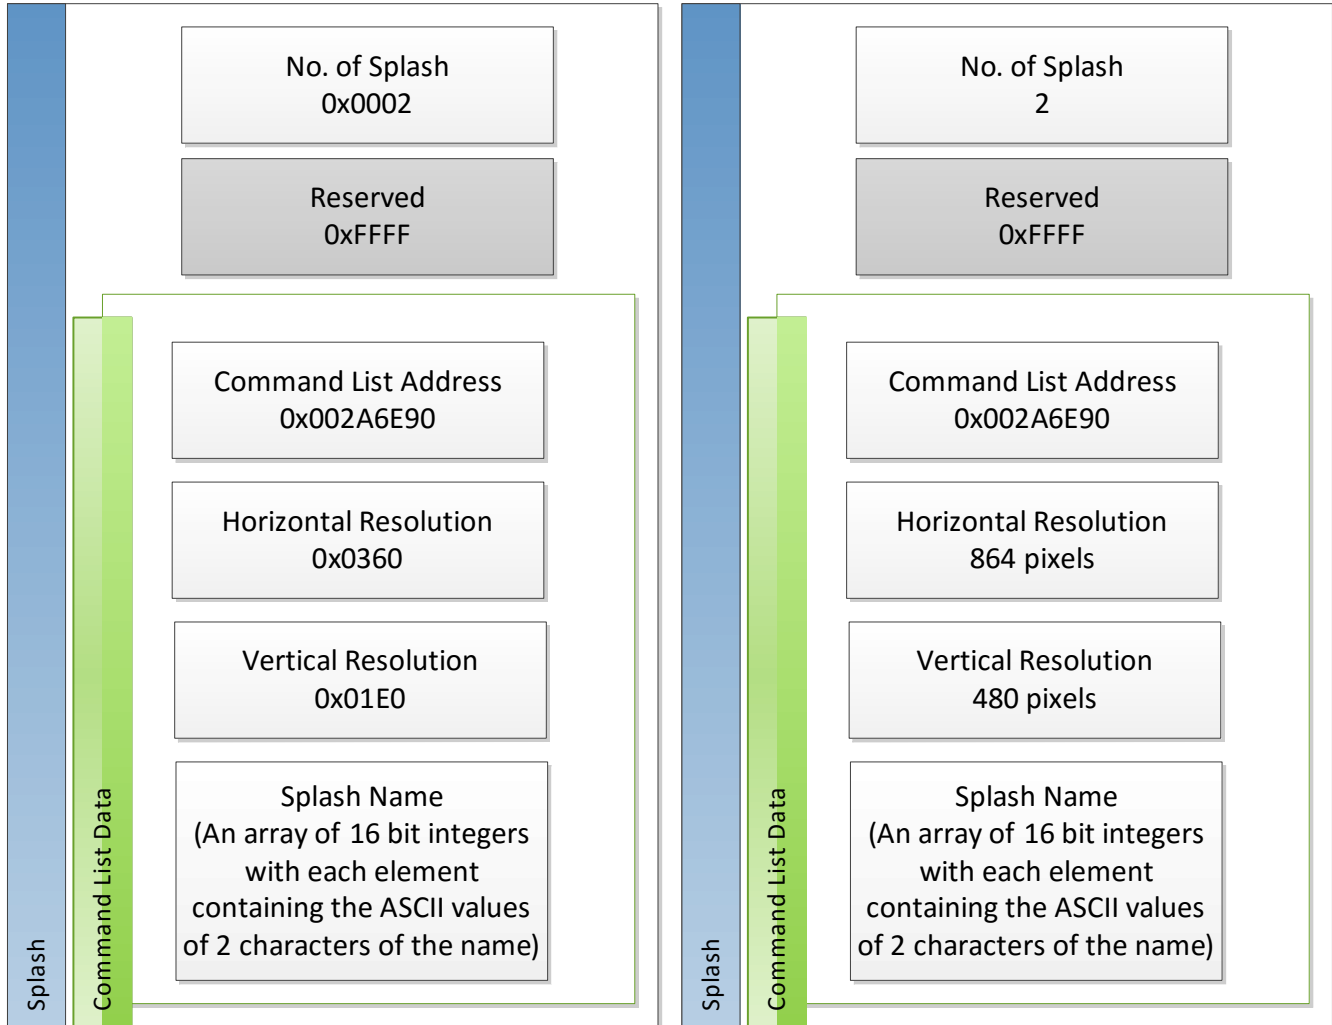 No. of Splash
0x0002
Reserved
0xFFFF
Command List Address
0x002A6E90
Horizontal Resolution
0x0360
Vertical Resolution
0x01E0
Splash Name
(An array of 16 bit integers
with each element
containing the ASCII values
of 2 characters of the name)
Command List Data
Splash
No. of Splash
2
Reserved
0xFFFF
Command List Address
0x002A6E90
Horizontal Resolution
864 pixels
Vertical Resolution
480 pixels
Splash Name
(An array of 16 bit integers
with each element
containing the ASCII values
of 2 characters of the name)
Command List Data
Splash